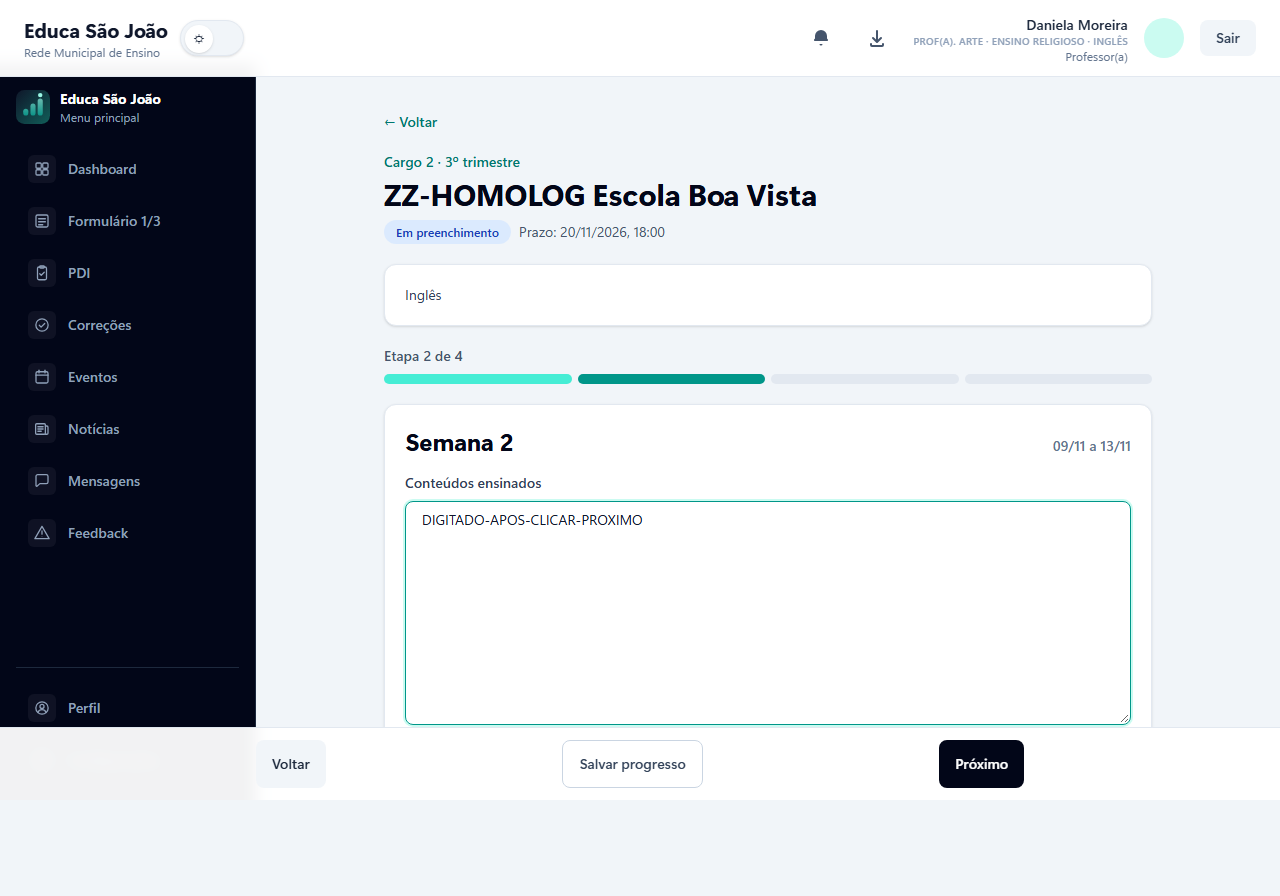 Educa São João
Rede Municipal de Ensino
Daniela Moreira
PROF(A). ARTE · ENSINO RELIGIOSO · INGLÊS
Professor(a)
Sair
Educa São João
Menu principal
Dashboard
Formulário 1/3
PDI
Correções
Eventos
Notícias
Mensagens
Feedback
Perfil
← Voltar
Cargo 2 · 3º trimestre
ZZ-HOMOLOG Escola Boa Vista
Em preenchimento
Prazo: 20/11/2026, 18:00
Inglês
Etapa 2 de 4
Semana 2
09/11 a 13/11
Conteúdos ensinados
DIGITADO-APOS-CLICAR-PROXIMO
Voltar
Salvar progresso
Próximo